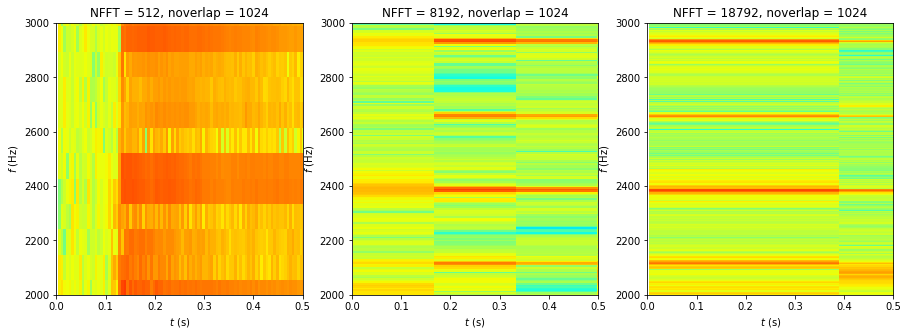 NFFT = 512, noverlap = 1024
3000
2800
2600
2400
2200
2000
f (Hz)
0.0 0.1 0.2 0.3 0.4 0.5
t (s)
NFFT = 8192, noverlap = 1024
3000
2800
2600
2400
2200
2000
f (Hz)
0.0 0.1 0.2 0.3 0.4 0.5
t (s)
NFFT = 18792, noverlap = 1024
3000
2800
2600
2400
2200
2000
f (Hz)
0.0 0.1 0.2 0.3 0.4 0.5
t (s)